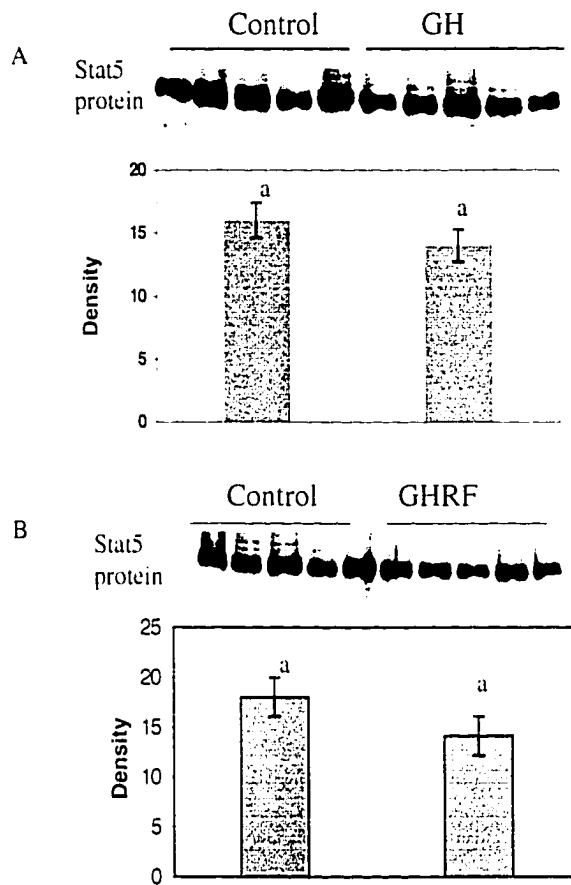 Control GH
A
Stat5
protein
20
15
10
5
0
Density
a
a
Control GHRF
B
Stat5
protein
25
20
15
10
5
0
Density
a
a